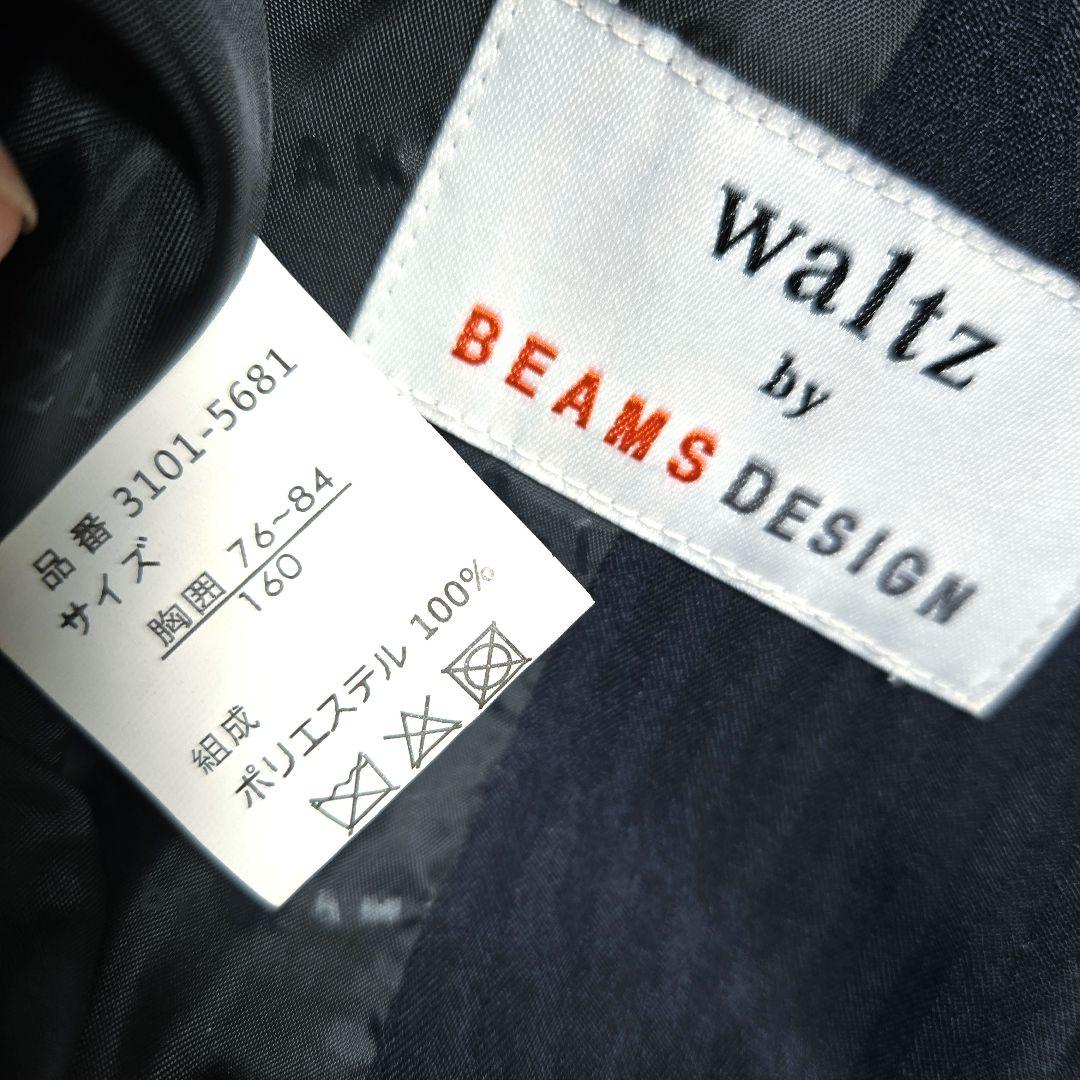 waltz
by
BEAMS DESIGN
品番 3101-5681
サイズ
胸囲 76~84
160
組成
ポリエステル 100%